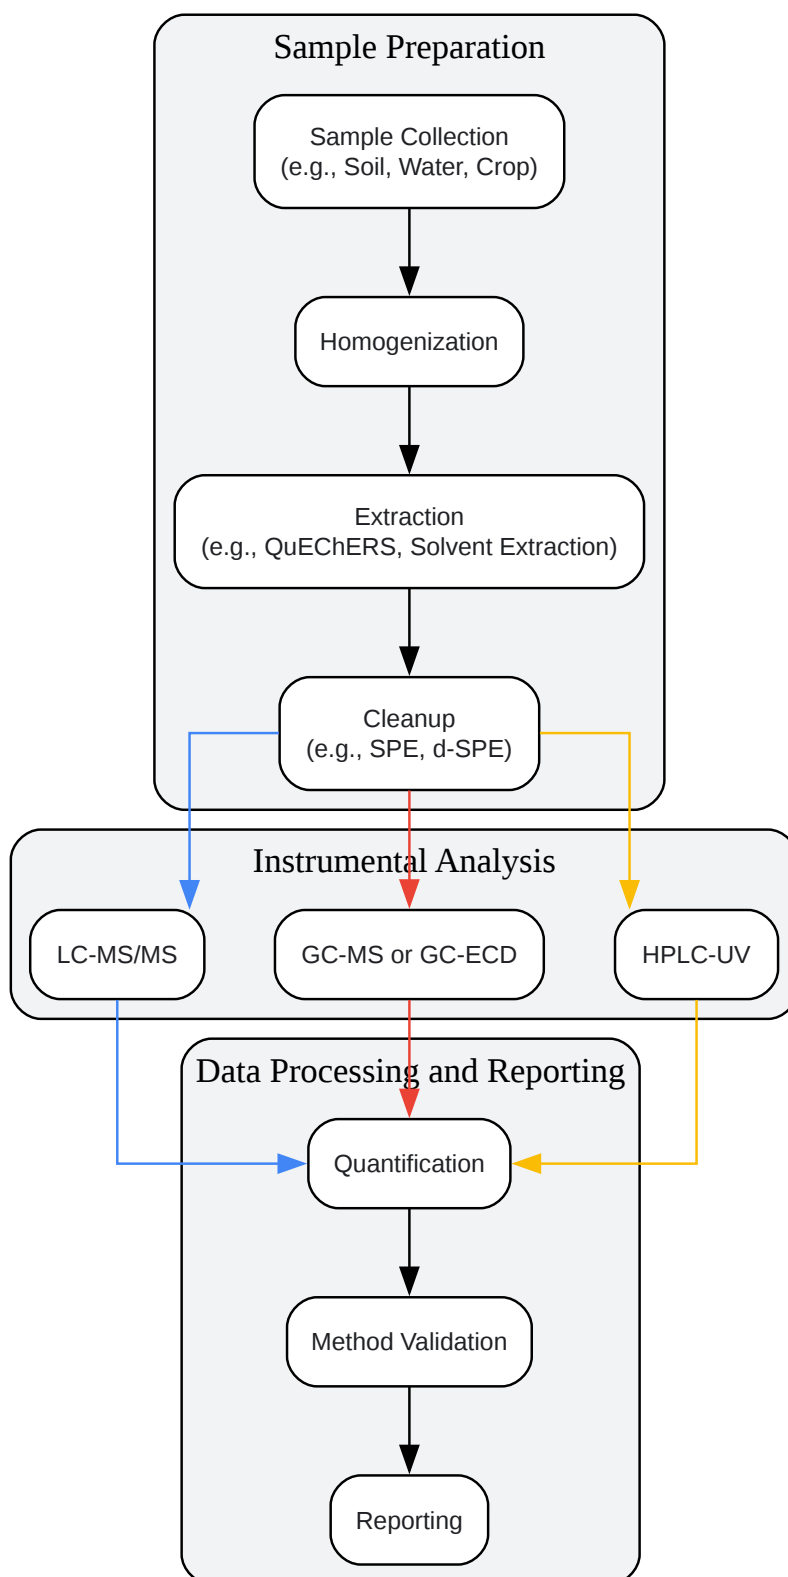 Sample Preparation
Sample Collection
(e.g., Soil, Water, Crop)
Homogenization
Extraction
(e.g., QuEChERS, Solvent Extraction)
Cleanup
(e.g., SPE, d-SPE)
Instrumental Analysis
LC-MS/MS
GC-MS or GC-ECD
HPLC-UV
Data Processing and Reporting
Quantification
Method Validation
Reporting